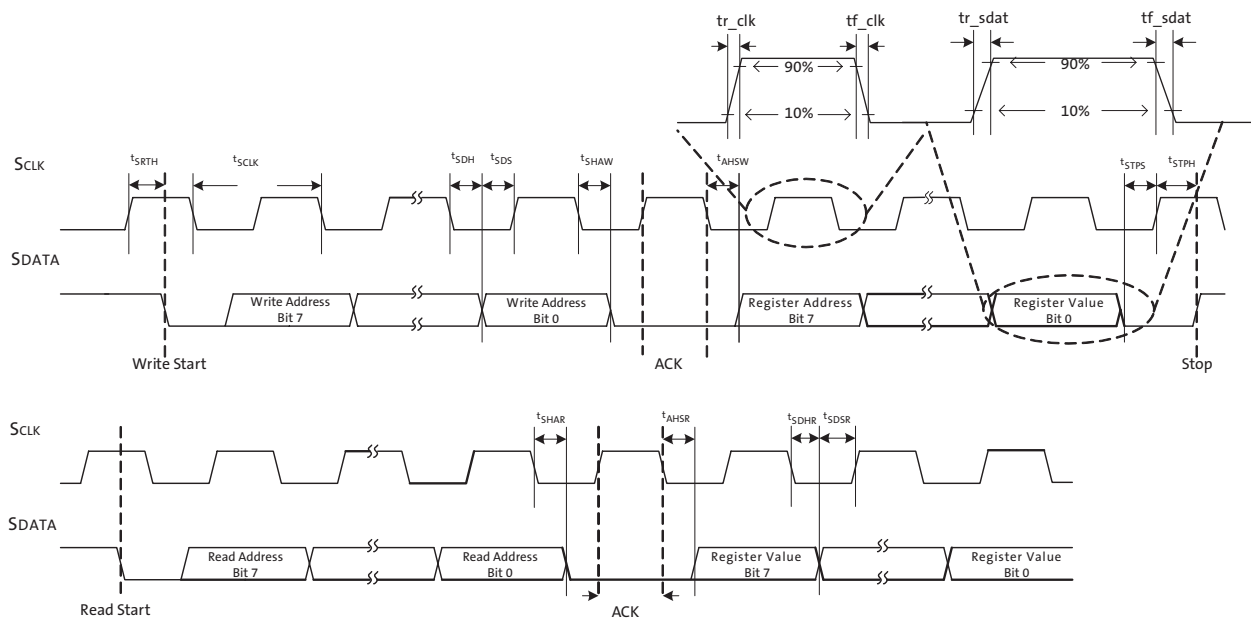 tr_clk tf_clk tr_sdat tf_sdat
90% 90%
10% 10%
SCLK tSRTH tSCLK tSDH tSDS tSHAW tAHSW tSTPS tSTPH
SDATA
Write Address Write Address Register Address Register Value
Bit 7 Bit 0 Bit 7 Bit 0
Write Start ACK Stop
SCLK tSHAR tAHSR tSDHR tSDSR
SDATA
Read Address Read Address Register Value Register Value
Bit 7 Bit 0 Bit 7 Bit 0
Read Start ACK